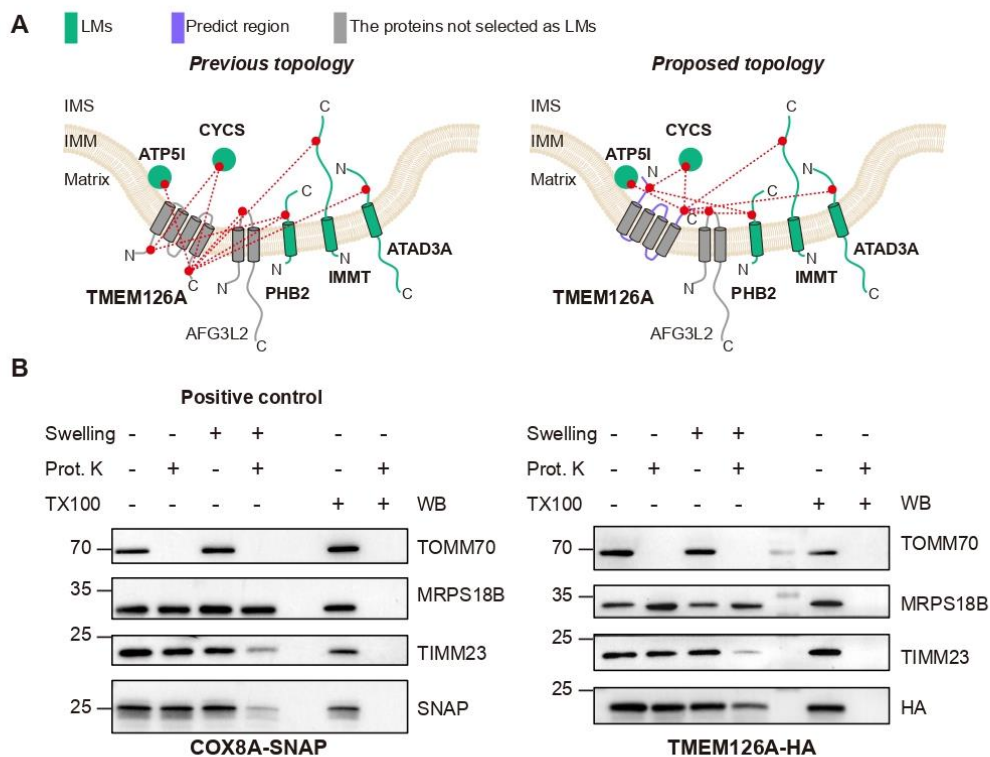 A
LMs Predict region The proteins not selected as LMs
Previous topology Proposed topology
IMS
IMM
Matrix
ATP5I
CYCS
C
N
C
N
C
N
TMEM126A
AFG3L2
C
PHB2
N
IMMT
N
ATAD3A
C
IMS
IMM
Matrix
ATP5I
N
CYCS
C
N
C
C
TMEM126A
N
AFG3L2
C
PHB2
N
IMMT
N
ATAD3A
C
B
Positive control
Swelling - - + + - -
Prot. K - + - + - +
TX100 - - - - + + WB
70 TOMM70
35 MRPS18B
25 TIMM23
25 SNAP
COX8A-SNAP
Swelling - - + + - -
Prot. K - + - + - +
TX100 - - - - + + WB
70 TOMM70
35 MRPS18B
25 TIMM23
25 HA
TMEM126A-HA